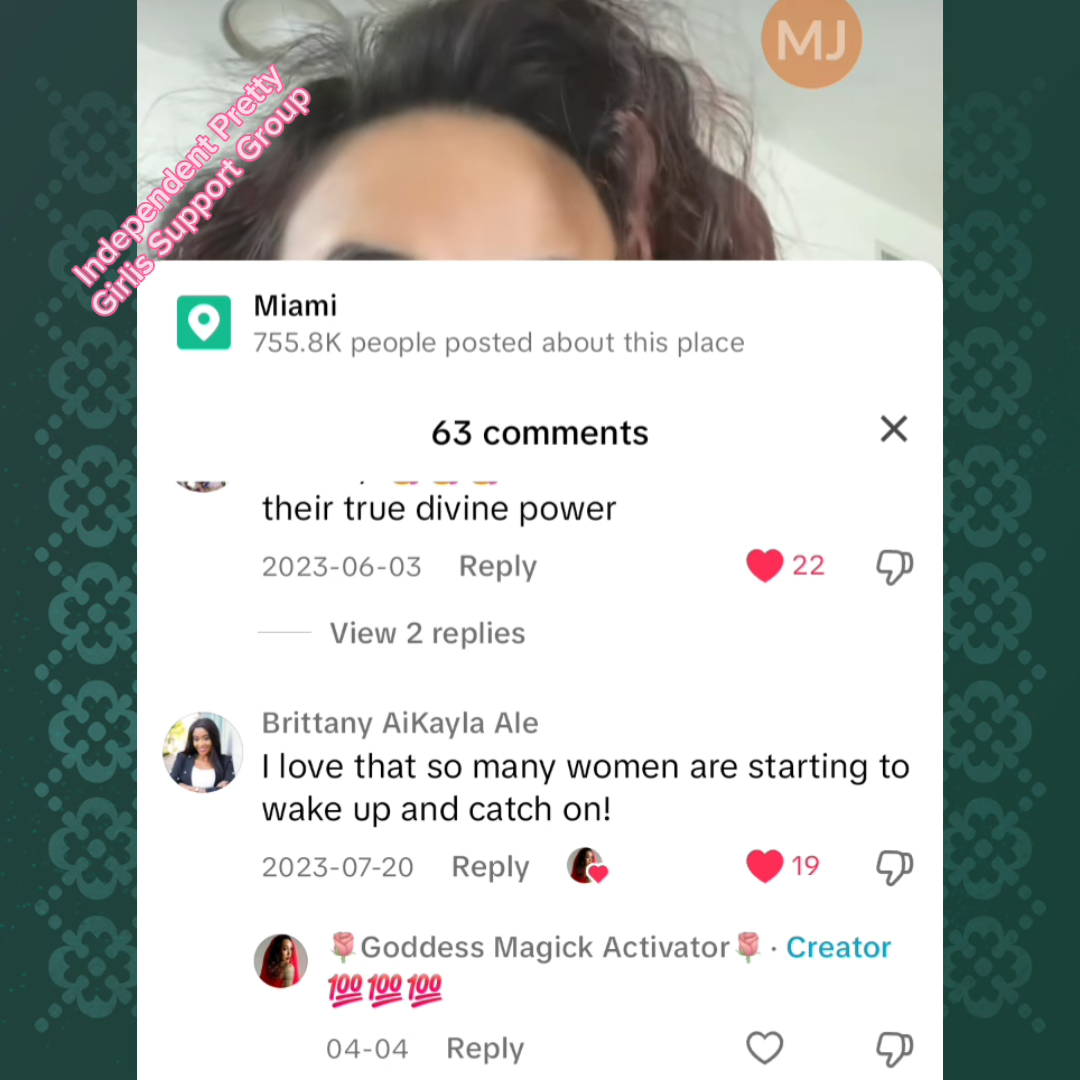 MJ
Independent Pretty
Girlis Support Group
Miami
755.8K people posted about this place
63 comments
their true divine power
2023-06-03 Reply 22
View 2 replies
Brittany AiKayla Ale
I love that so many women are starting to
wake up and catch on!
2023-07-20 Reply 19
🌹Goddess Magick Activator🌹 · Creator
💯💯💯
04-04 Reply